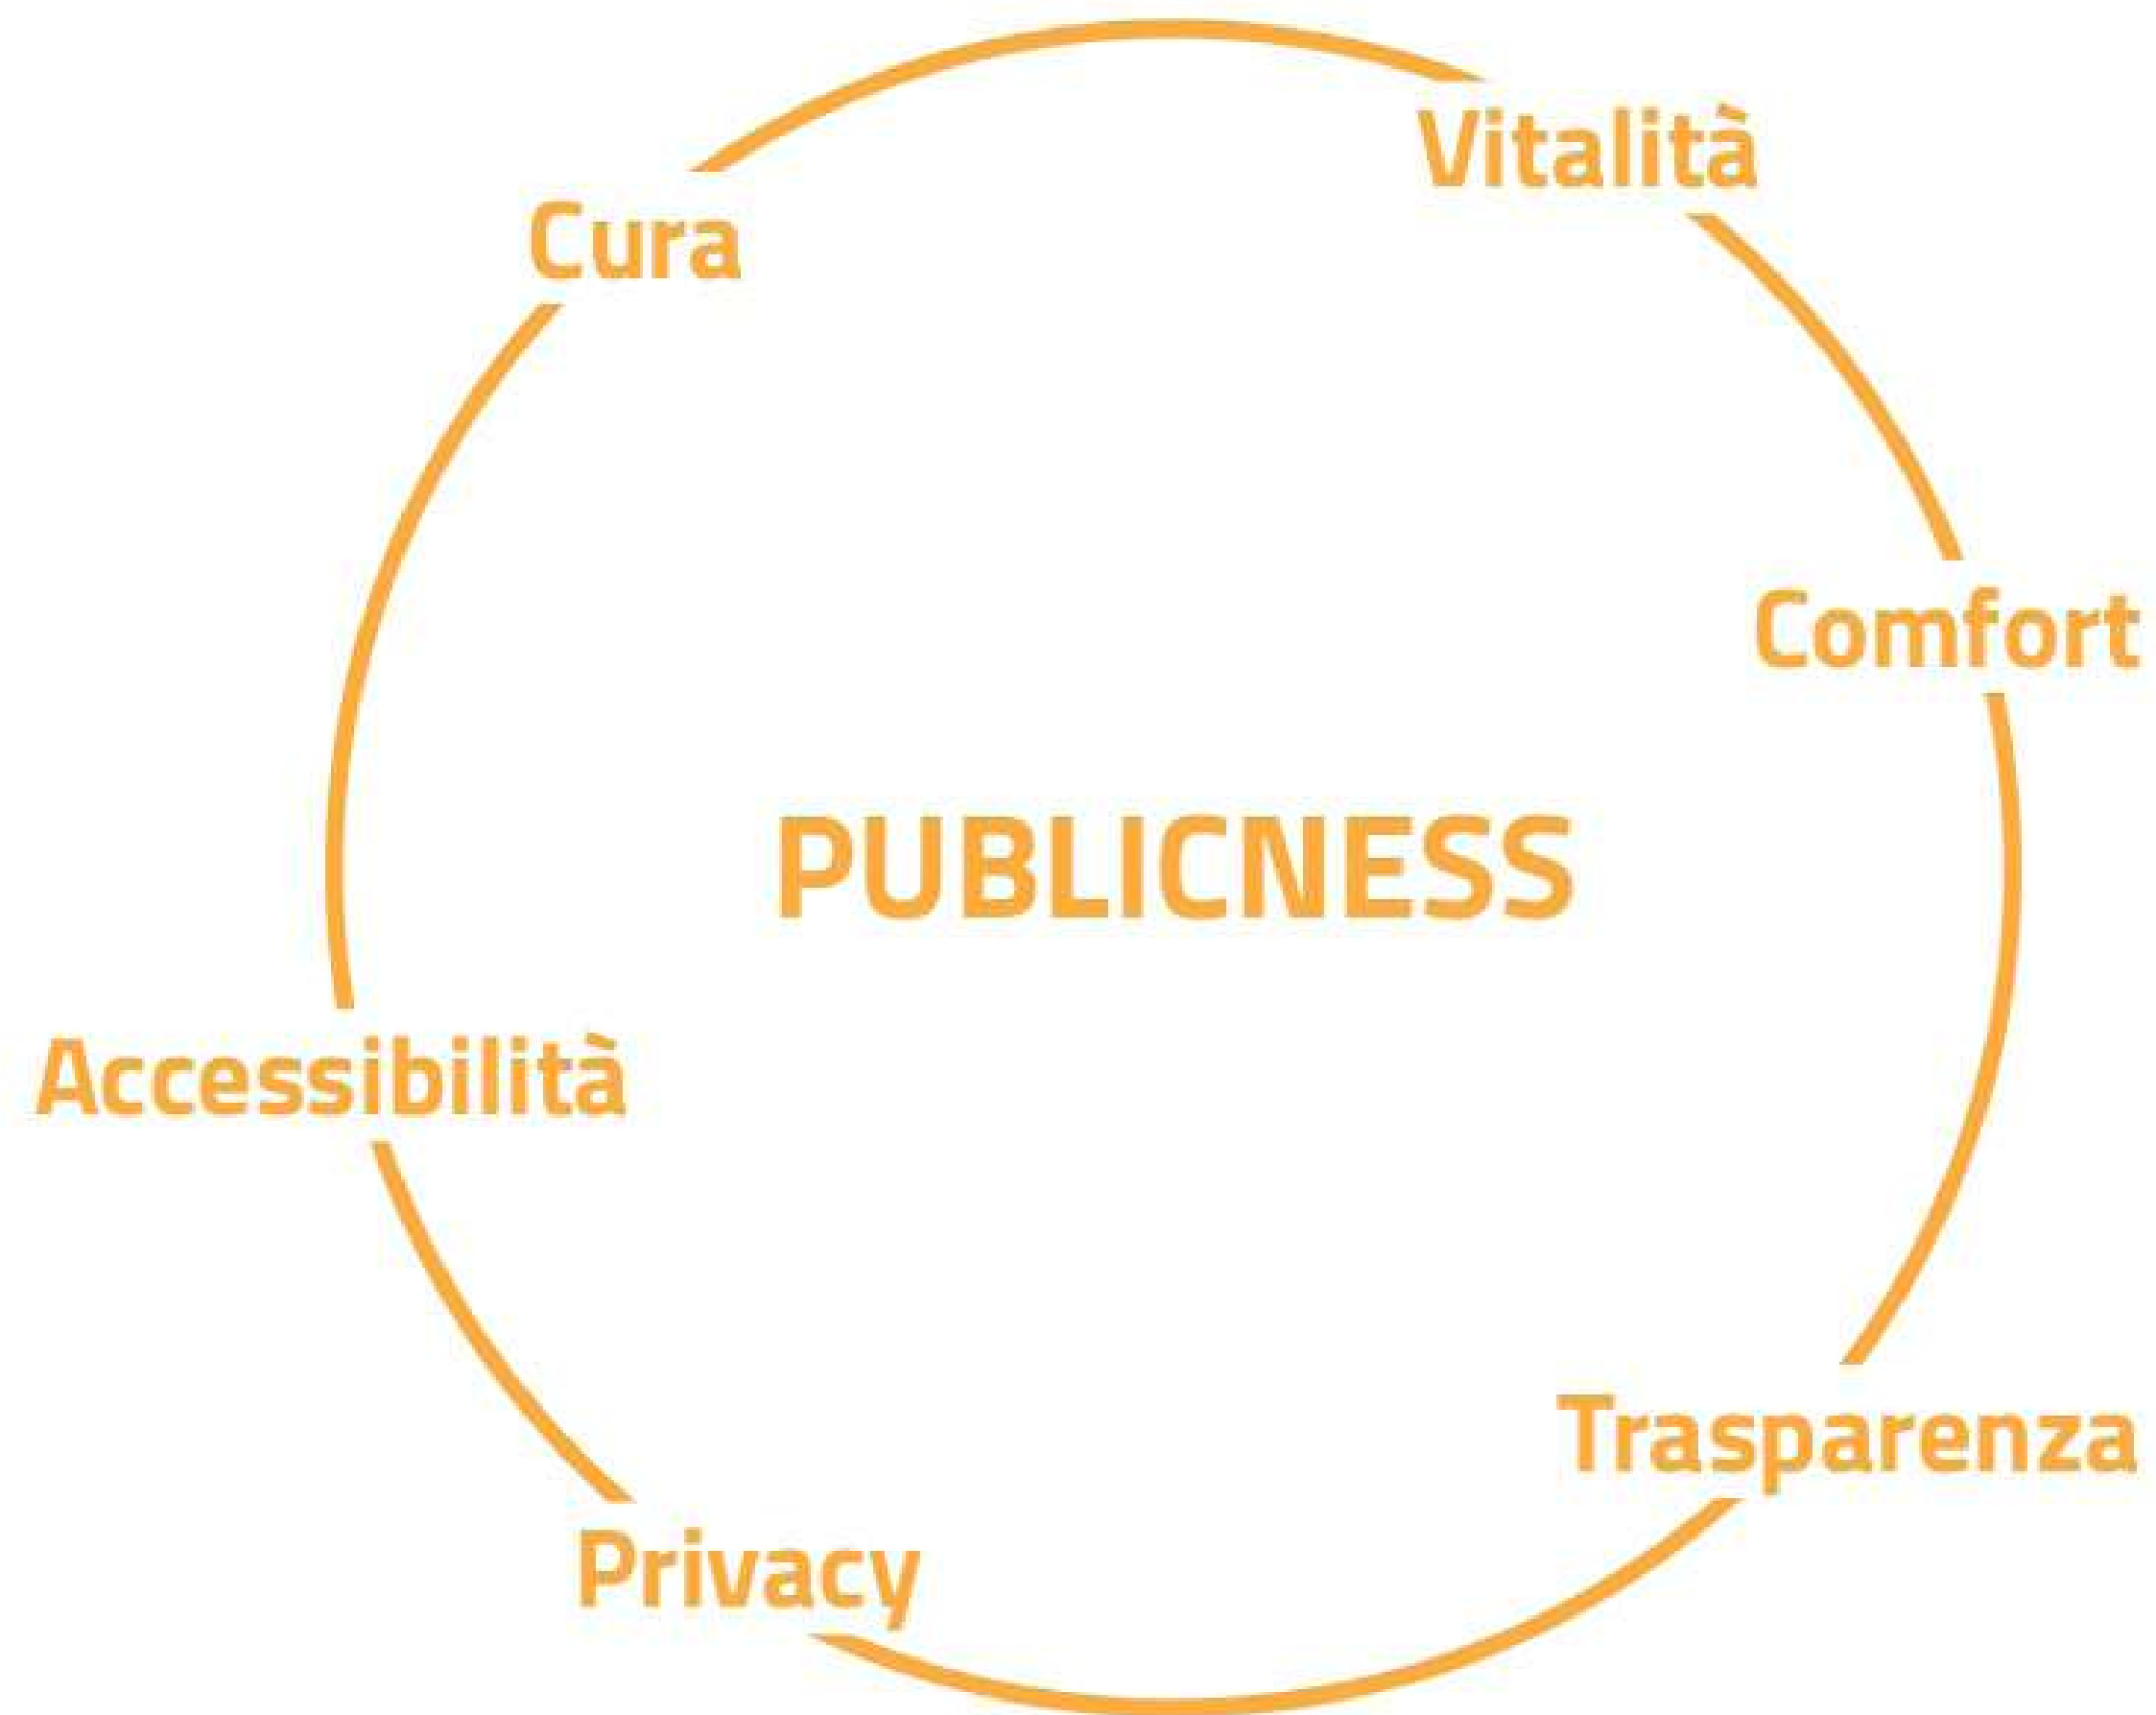 Vitalità
Cura
Comfort
PUBLICNESS
Accessibilità
Trasparenza
Privacy